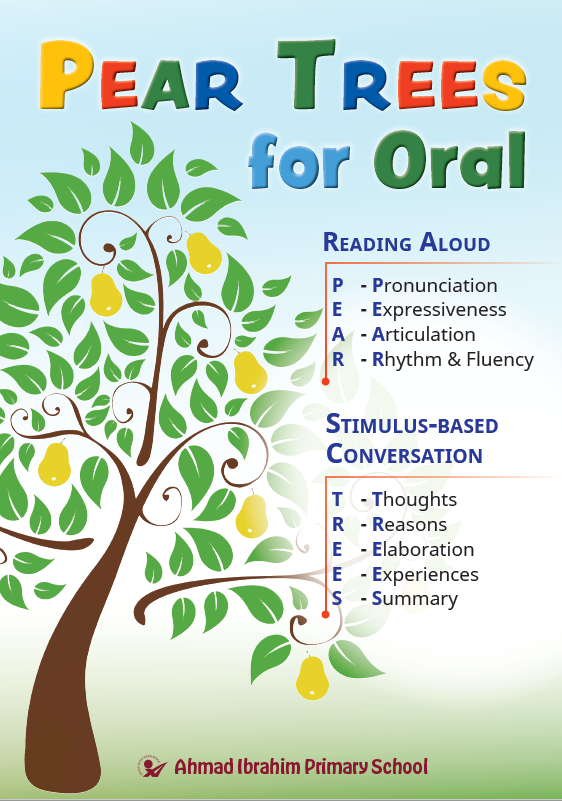 PEAR TREES
for Oral
READING ALOUD
P - Pronunciation
E - Expressiveness
A - Articulation
R - Rhythm & Fluency
STIMULUS-BASED
CONVERSATION
T - Thoughts
R - Reasons
E - Elaboration
E - Experiences
S - Summary
Ahmad Ibrahim Primary School